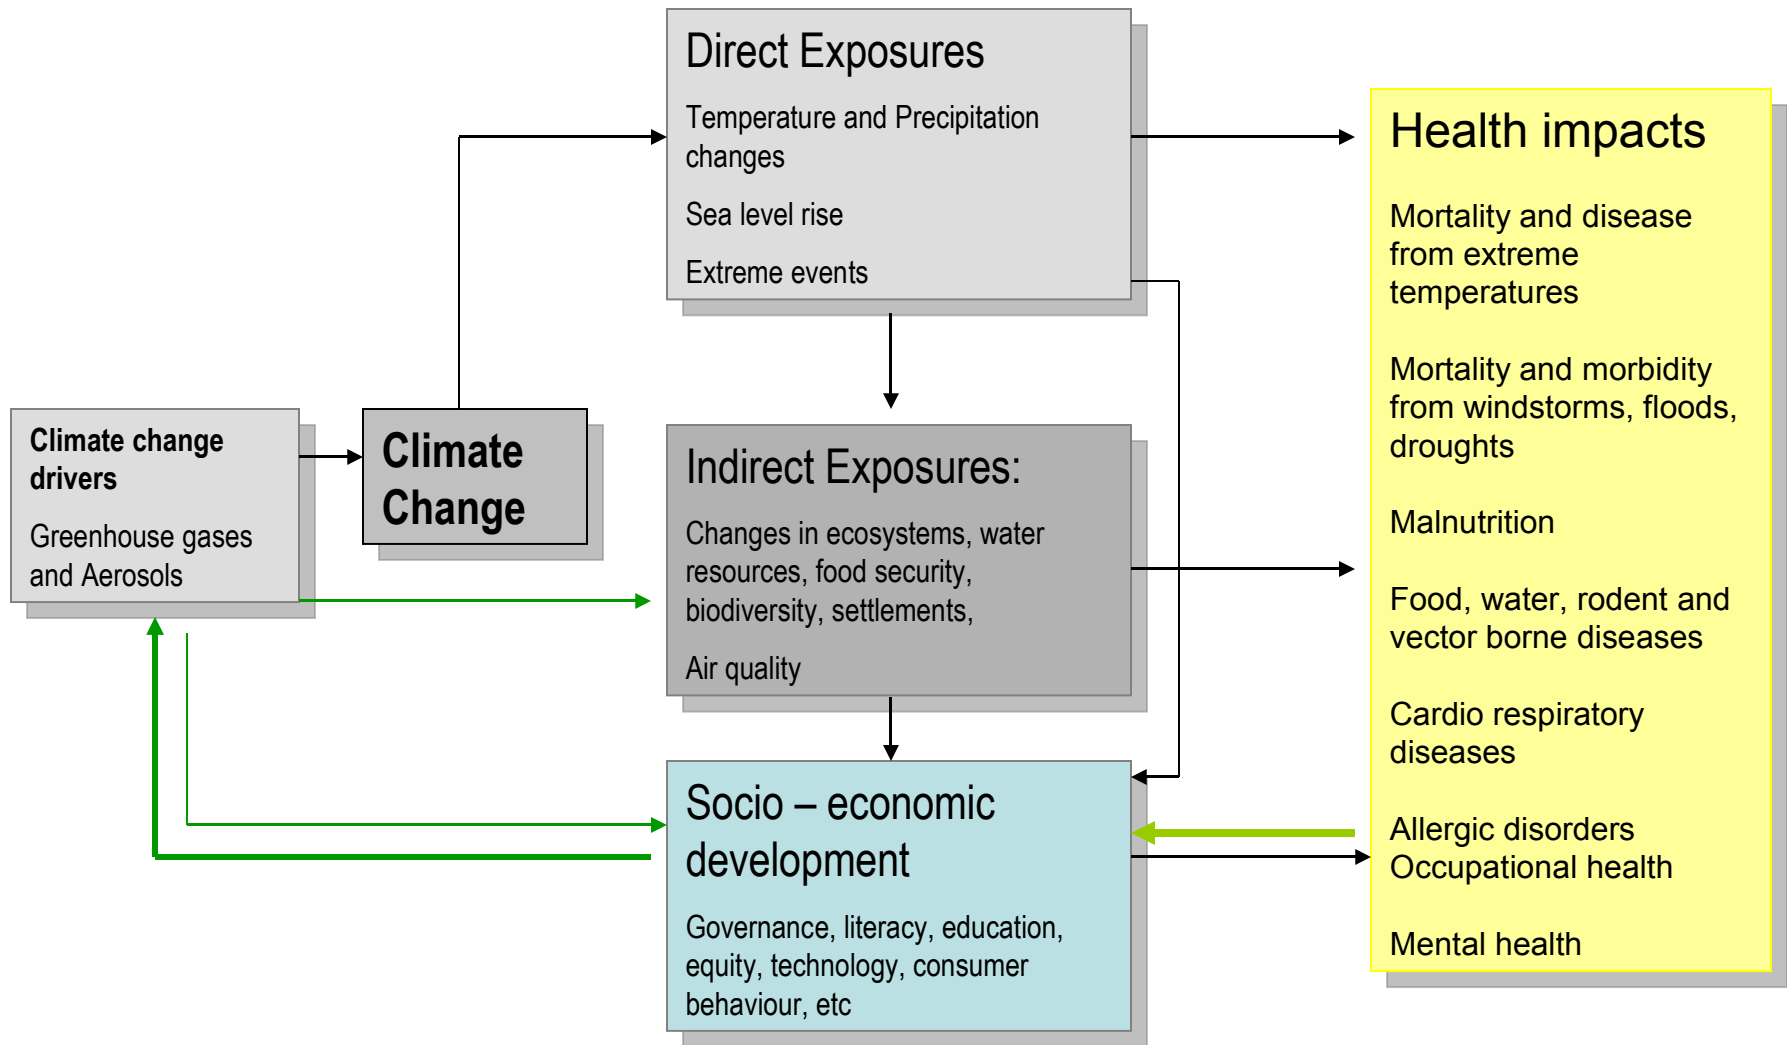 Direct Exposures
Temperature and Precipitation
changes
Sea level rise
Extreme events
Health impacts
Mortality and disease
from extreme
temperatures
Mortality and morbidity
from windstorms, floods,
droughts
Malnutrition
Food, water, rodent and
vector borne diseases
Cardio respiratory
diseases
Allergic disorders
Occupational health
Mental health
Climate change
drivers
Greenhouse gases
and Aerosols
Climate
Change
Indirect Exposures:
Changes in ecosystems, water
resources, food security,
biodiversity, settlements,
Air quality
Socio – economic
development
Governance, literacy, education,
equity, technology, consumer
behaviour, etc